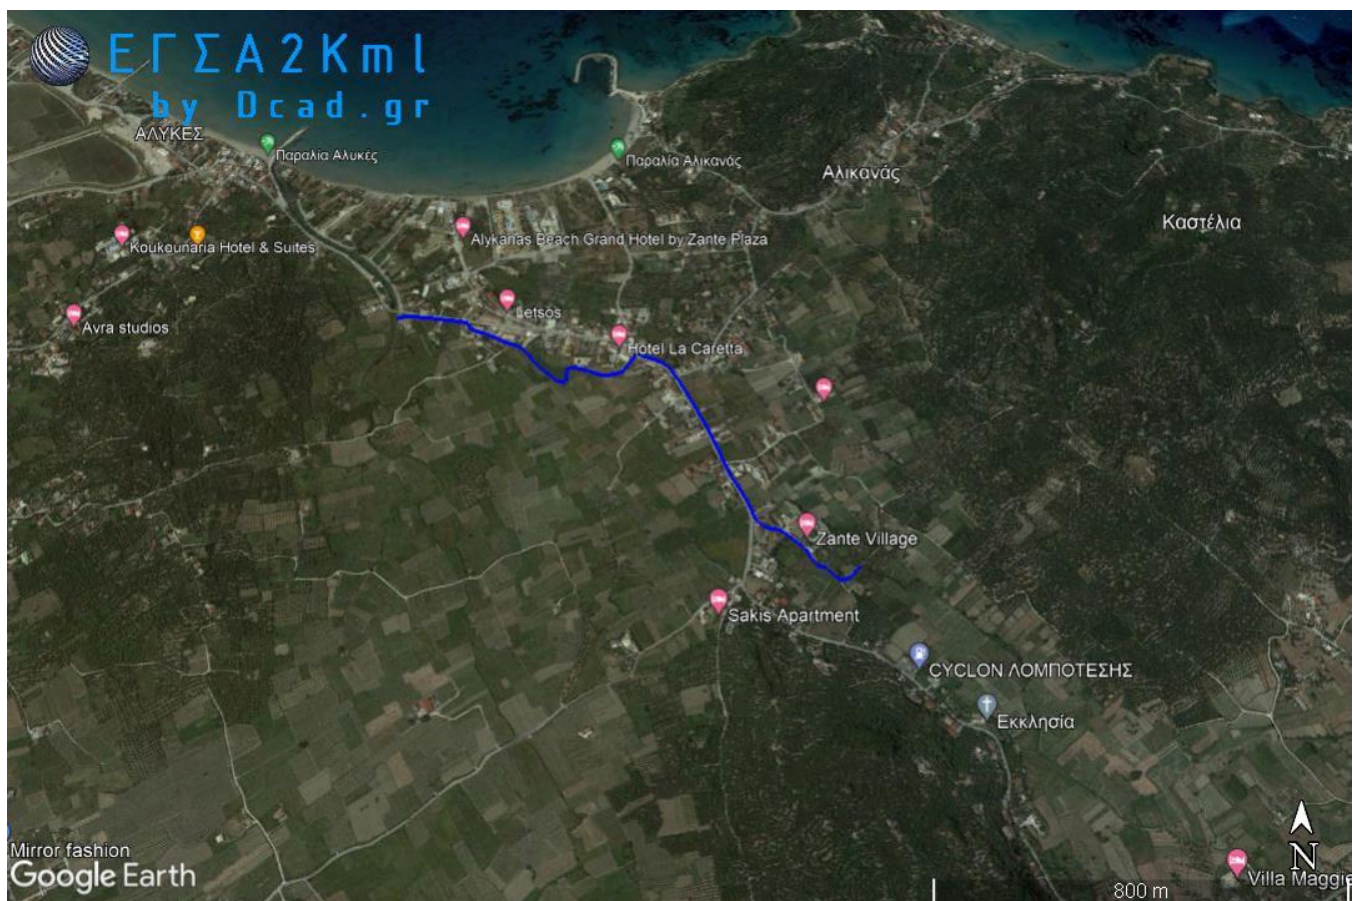 ΕΓΣΑ2Kml
by Dcad.gr
ΑΛΥΚΕΣ
Παραλία Αλυκές
Παραλία Αλικανάς
Αλικανάς
Καστέλια
Koukounaria Hotel & Suites
Alykanas Beach Grand Hotel by Zante Plaza
Avra studios
Letsos
Hotel La Caretta
Zante Village
Sakis Apartment
CYCLON ΛΟΜΠΟΤΕΣΗΣ
Εκκλησία
Mirror fashion
Google Earth
N
Villa Maggie
800 m